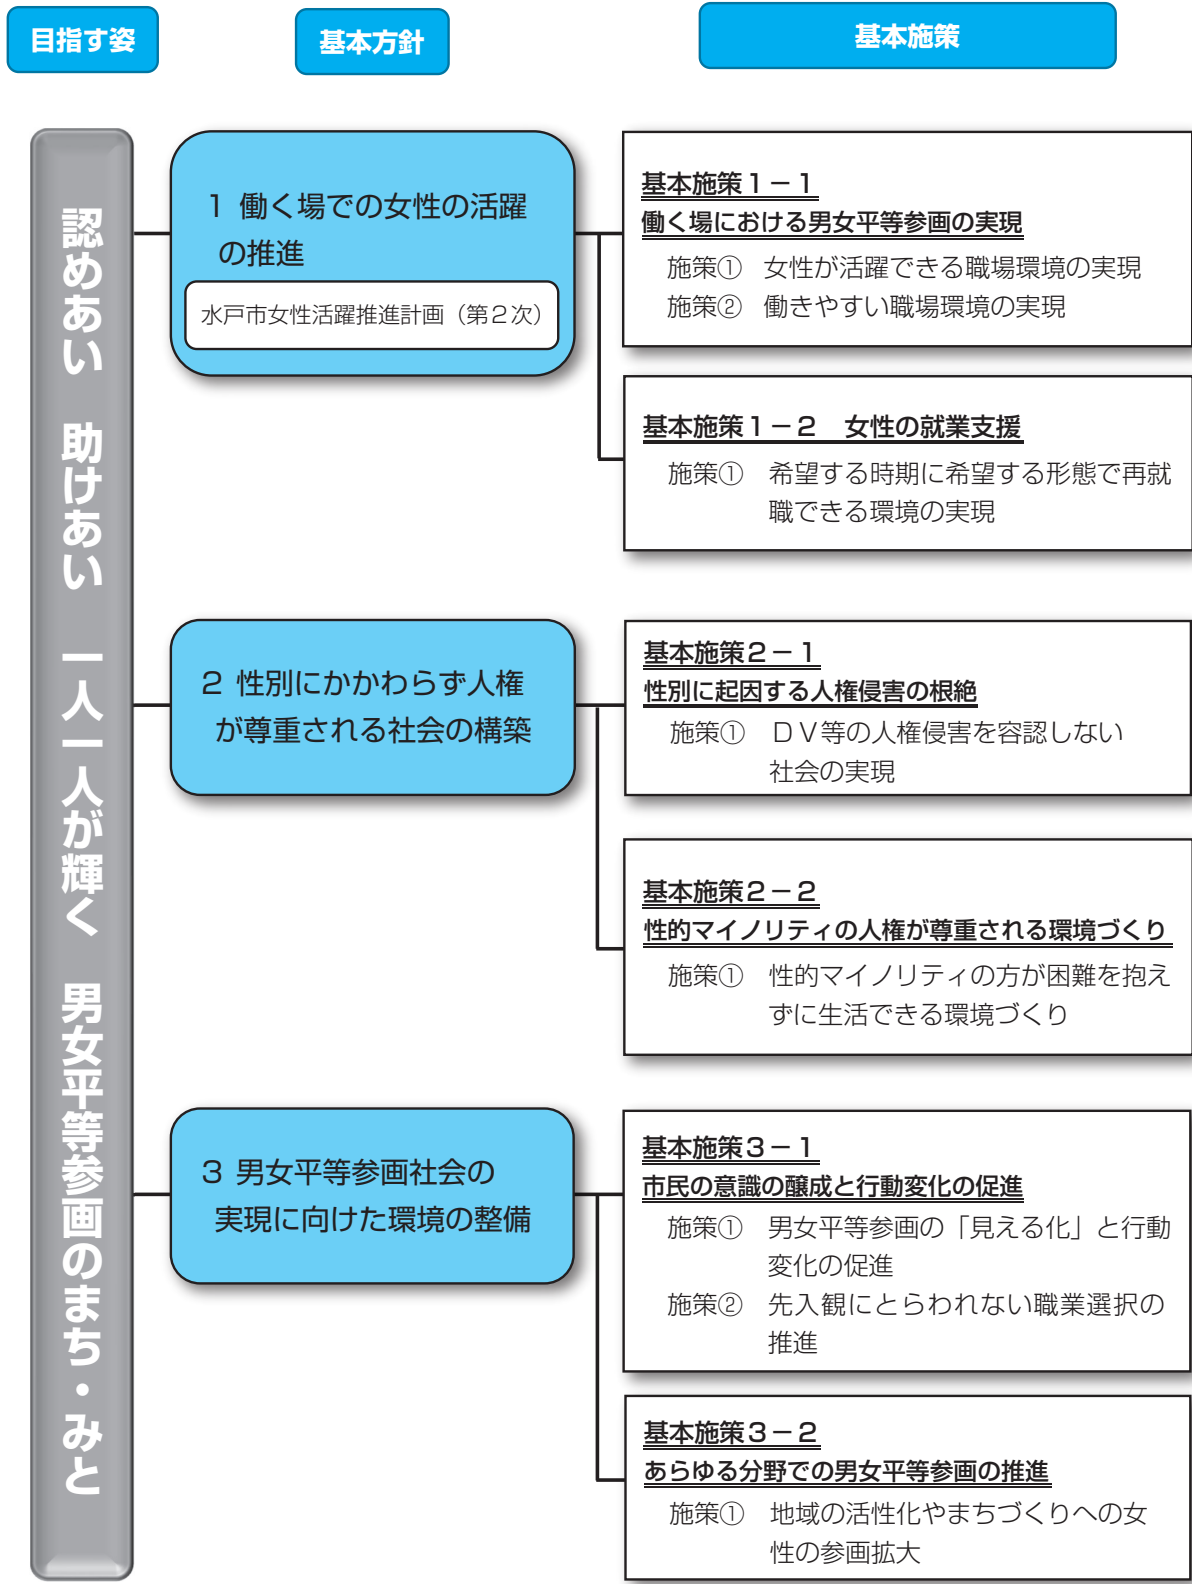 目指す姿
基本方針
基本施策
認めあい　助けあい　一人一人が輝く　男女平等参画のまち・みと
1 働く場での女性の活躍
の推進
水戸市女性活躍推進計画（第2次）
基本施策1－1
働く場における男女平等参画の実現
施策①　女性が活躍できる職場環境の実現
施策②　働きやすい職場環境の実現
基本施策1－2　女性の就業支援
施策①　希望する時期に希望する形態で再就
職できる環境の実現
2 性別にかかわらず人権
が尊重される社会の構築
基本施策2－1
性別に起因する人権侵害の根絶
施策①　DV等の人権侵害を容認しない
社会の実現
基本施策2－2
性的マイノリティの人権が尊重される環境づくり
施策①　性的マイノリティの方が困難を抱え
ずに生活できる環境づくり
3 男女平等参画社会の
実現に向けた環境の整備
基本施策3－1
市民の意識の醸成と行動変化の促進
施策①　男女平等参画の「見える化」と行動
変化の促進
施策②　先入観にとらわれない職業選択の
推進
基本施策3－2
あらゆる分野での男女平等参画の推進
施策①　地域の活性化やまちづくりへの女
性の参画拡大